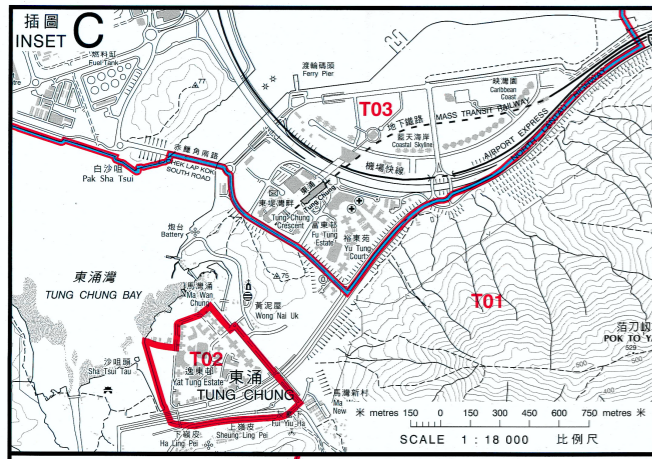 插圖
INSET C
燃料缸
Fuel Tank
77
渡輪碼頭
Ferry Pier
映灣園
Caribbean
Coast
T03
地下鐵路
MASS TRANSIT RAILWAY
藍天海岸
Coastal Skyline
機場快線
AIRPORT EXPRESS
赤鱲角南路
CHEK LAP KOK
SOUTH ROAD
白沙咀
Pak Sha Tsui
東涌
Tung Chung
東堤灣畔
Tung Chung
Crescent
富東邨
Fu Tung
Estate
裕東苑
Yu Tung
Court
炮台
Battery
75
東涌灣
TUNG CHUNG BAY
馬灣涌
Ma Wan
Chung
黃泥屋
Wong Nai Uk
T01
T02
沙咀頭
Sha Tsui Tau
逸東邨
Yat Tung Estate
東涌
TUNG CHUNG
馬灣新村
Ma
New
POK TO YA
529
500
400
Fui Yiu Ha
上嶺皮
Sheung Ling Pei
下嶺皮
Ha Ling Pei
米 metres 150 0 150 300 450 600 750 metres 米
SCALE 1 : 18 000 比例尺